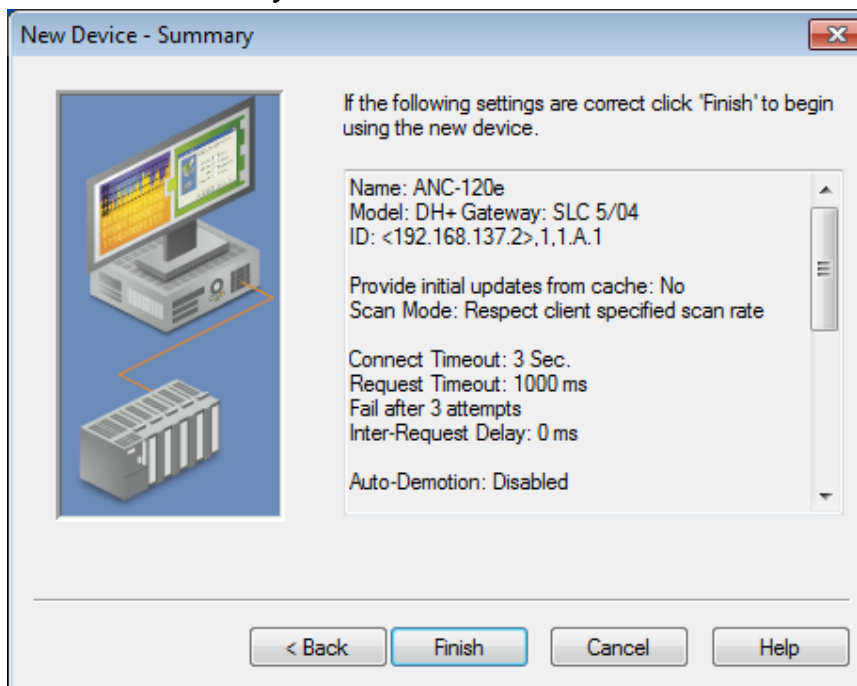 New Device - Summary
If the following settings are correct click 'Finish' to begin
using the new device.
Name: ANC-120e
Model: DH+ Gateway: SLC 5/04
ID: <192.168.137.2>,1,1.A.1
Provide initial updates from cache: No
Scan Mode: Respect client specified scan rate
Connect Timeout: 3 Sec.
Request Timeout: 1000 ms
Fail after 3 attempts
Inter-Request Delay: 0 ms
Auto-Demotion: Disabled
< Back Finish Cancel Help